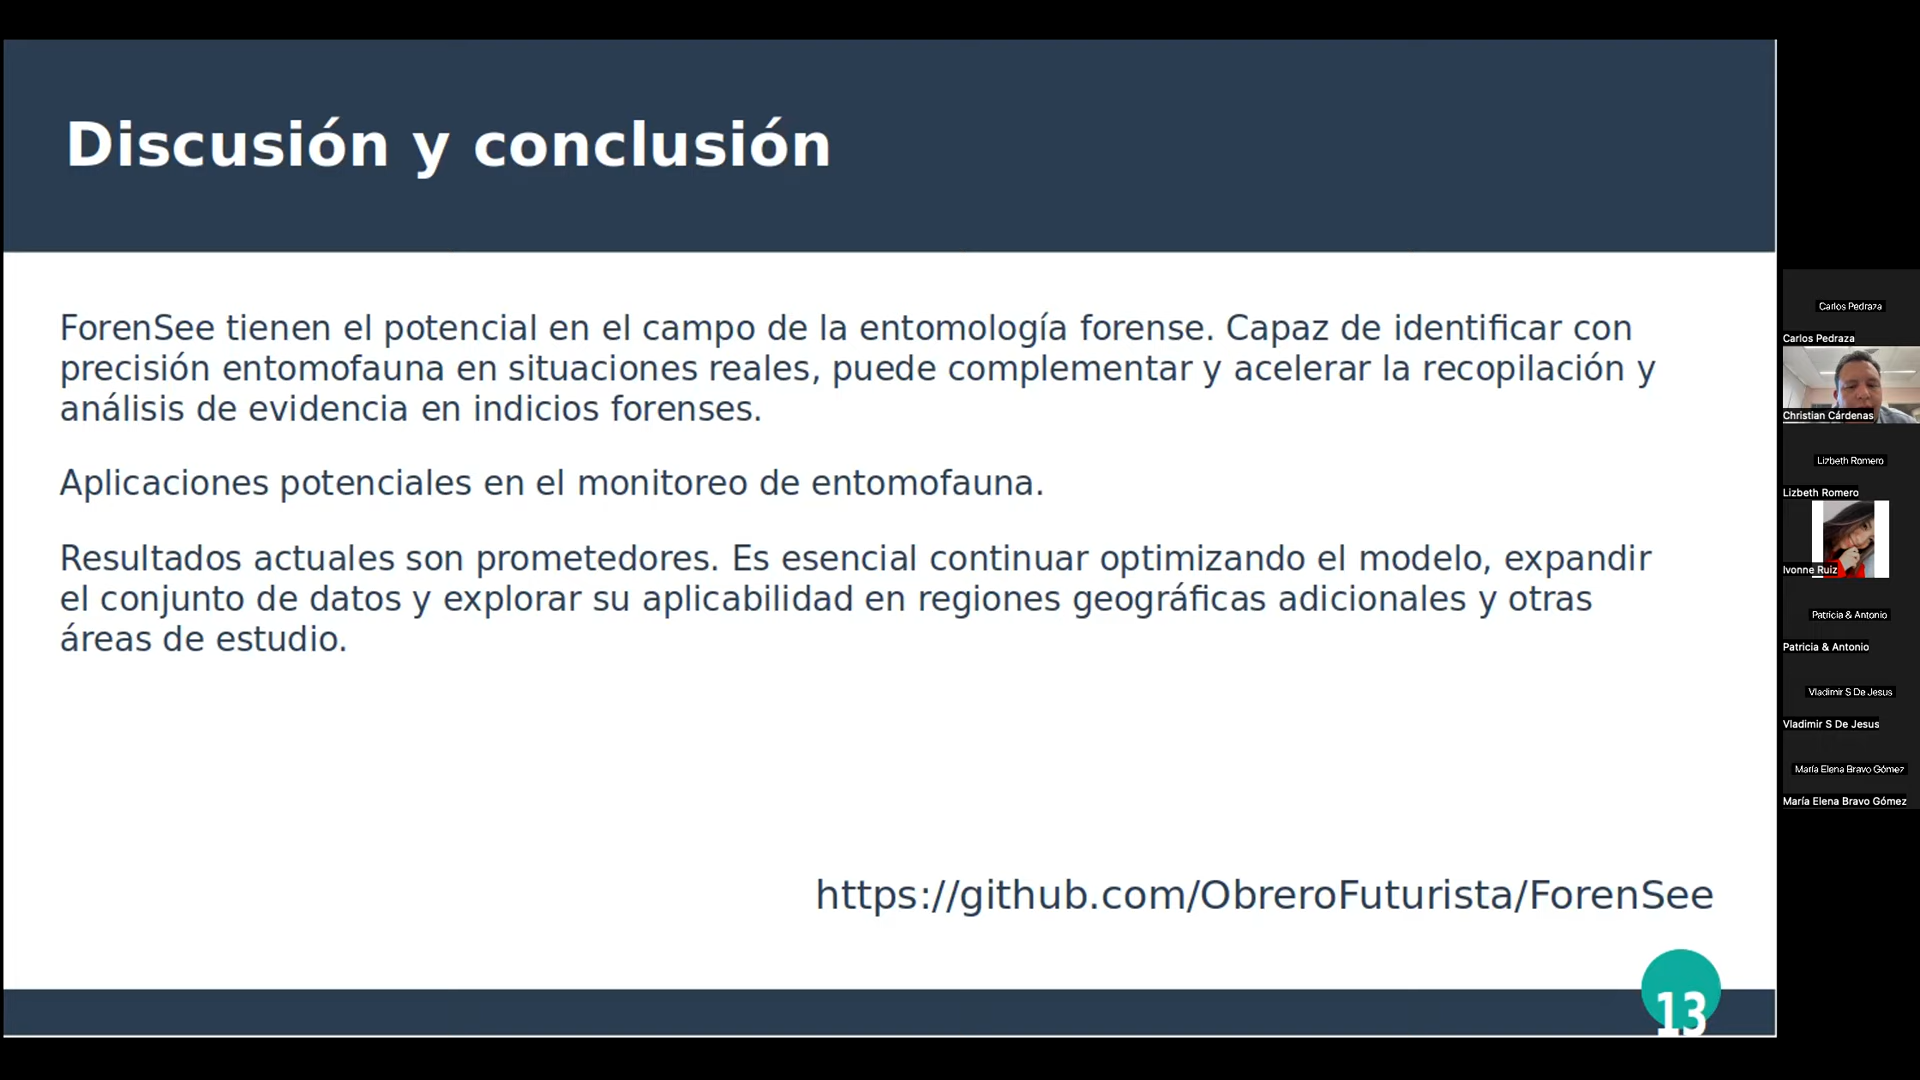 Discusión y conclusión
ForenSee tienen el potencial en el campo de la entomología forense. Capaz de identificar con
precisión entomofauna en situaciones reales, puede complementar y acelerar la recopilación y
análisis de evidencia en indicios forenses.
Aplicaciones potenciales en el monitoreo de entomofauna.
Resultados actuales son prometedores. Es esencial continuar optimizando el modelo, expandir
el conjunto de datos y explorar su aplicabilidad en regiones geográficas adicionales y otras
áreas de estudio.
https://github.com/ObreroFuturista/ForenSee
13
Carlos Pedraza
Carlos Pedraza
Christian Cárdenas
Lizbeth Romero
Lizbeth Romero
Ivonne Ruiz
Patricia & Antonio
Patricia & Antonio
Vladimir S De Jesus
Vladimir S De Jesus
María Elena Bravo Gómez
María Elena Bravo Gómez